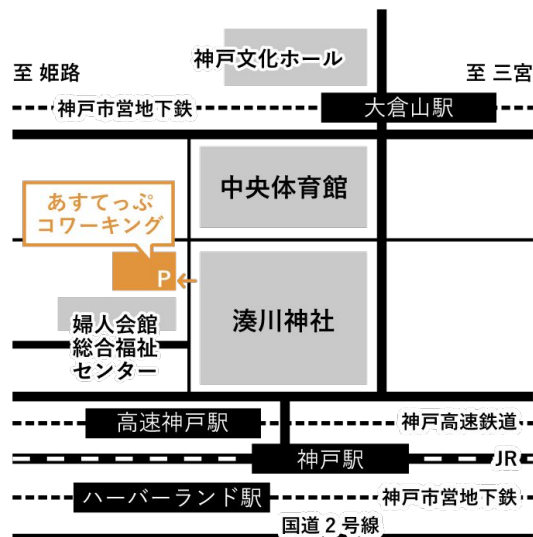 神戸文化ホール
至 姫路
至 三宮
神戸市営地下鉄
大倉山駅
中央体育館
あすてっぷ
コワーキング
P
湊川神社
婦人会館
総合福祉
センター
高速神戸駅
神戸高速鉄道
神戸駅
JR
ハーバーランド駅
神戸市営地下鉄
国道2号線